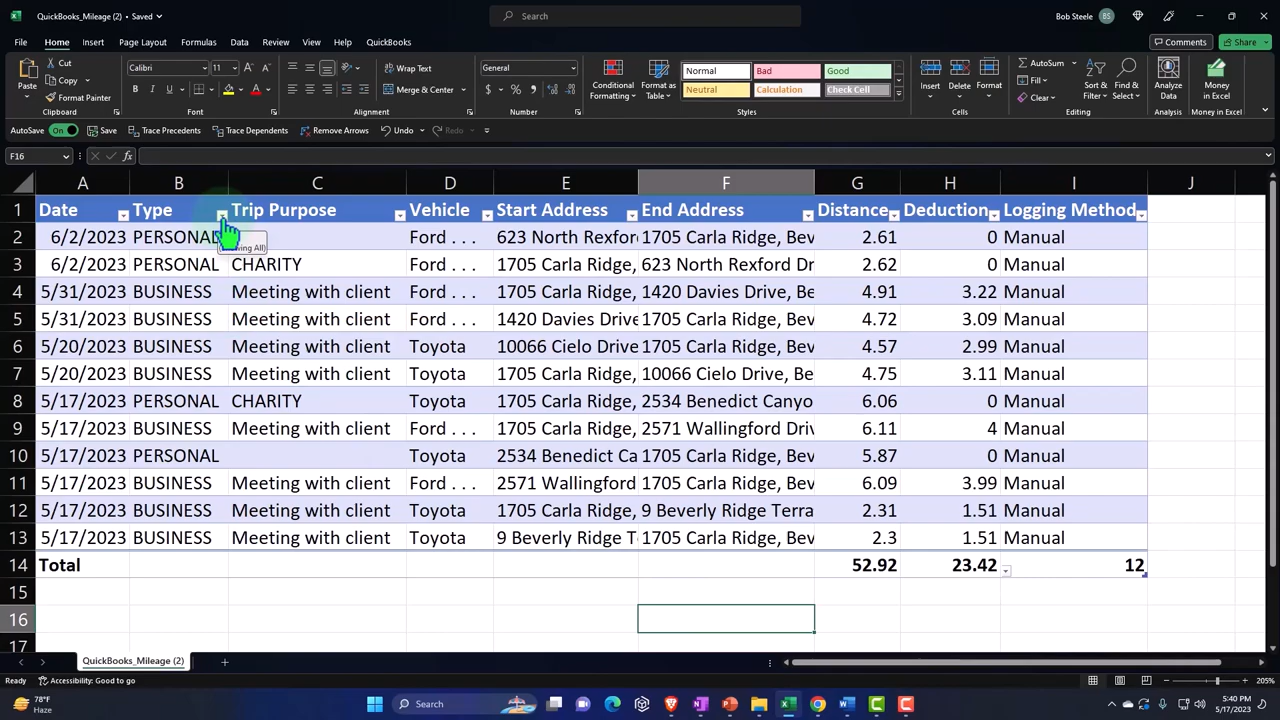 QuickBooks_Mileage (2) • Saved
Search
Bob Steele BS
File Home Insert Page Layout Formulas Data Review View Help QuickBooks
Comments Share
Paste Cut Copy Format Painter
Calibri 11
B I U
Wrap Text
Merge & Center
General
$ %
Conditional Formatting
Format as Table
Normal Bad Good
Neutral Calculation Check Cell
Insert Delete Format
AutoSum
Fill
Clear
Sort & Filter
Find & Select
Analyze Data
Money in Excel
Clipboard Font Alignment Number Styles Cells Editing Analysis Money in Excel
AutoSave On Save Trace Precedents Trace Dependents Remove Arrows Undo Redo
F16 fx
A B C D E F G H I J
1 Date Type Trip Purpose Vehicle Start Address End Address Distance Deduction Logging Method
2 6/2/2023 PERSONAL Ford . . . 623 North Rexfor 1705 Carla Ridge, Bev 2.61 0 Manual
3 6/2/2023 PERSONAL CHARITY Ford . . . 1705 Carla Ridge, 623 North Rexford Dr 2.62 0 Manual
4 5/31/2023 BUSINESS Meeting with client Ford . . . 1705 Carla Ridge, 1420 Davies Drive, Be 4.91 3.22 Manual
5 5/31/2023 BUSINESS Meeting with client Ford . . . 1420 Davies Drive 1705 Carla Ridge, Bev 4.72 3.09 Manual
6 5/20/2023 BUSINESS Meeting with client Toyota 10066 Cielo Drive 1705 Carla Ridge, Bev 4.57 2.99 Manual
7 5/20/2023 BUSINESS Meeting with client Toyota 1705 Carla Ridge, 10066 Cielo Drive, Be 4.75 3.11 Manual
8 5/17/2023 PERSONAL CHARITY Toyota 1705 Carla Ridge, 2534 Benedict Canyo 6.06 0 Manual
9 5/17/2023 BUSINESS Meeting with client Ford . . . 1705 Carla Ridge, 2571 Wallingford Driv 6.11 4 Manual
10 5/17/2023 PERSONAL Toyota 2534 Benedict Ca 1705 Carla Ridge, Bev 5.87 0 Manual
11 5/17/2023 BUSINESS Meeting with client Ford . . . 2571 Wallingford 1705 Carla Ridge, Bev 6.09 3.99 Manual
12 5/17/2023 BUSINESS Meeting with client Toyota 1705 Carla Ridge, 9 Beverly Ridge Terra 2.31 1.51 Manual
13 5/17/2023 BUSINESS Meeting with client Toyota 9 Beverly Ridge T 1705 Carla Ridge, Bev 2.3 1.51 Manual
14 Total 52.92 23.42 12
15
16
17
QuickBooks_Mileage (2)
Ready Accessibility: Good to go 205%
78°F
Haze
Search
5:40 PM
5/17/2023